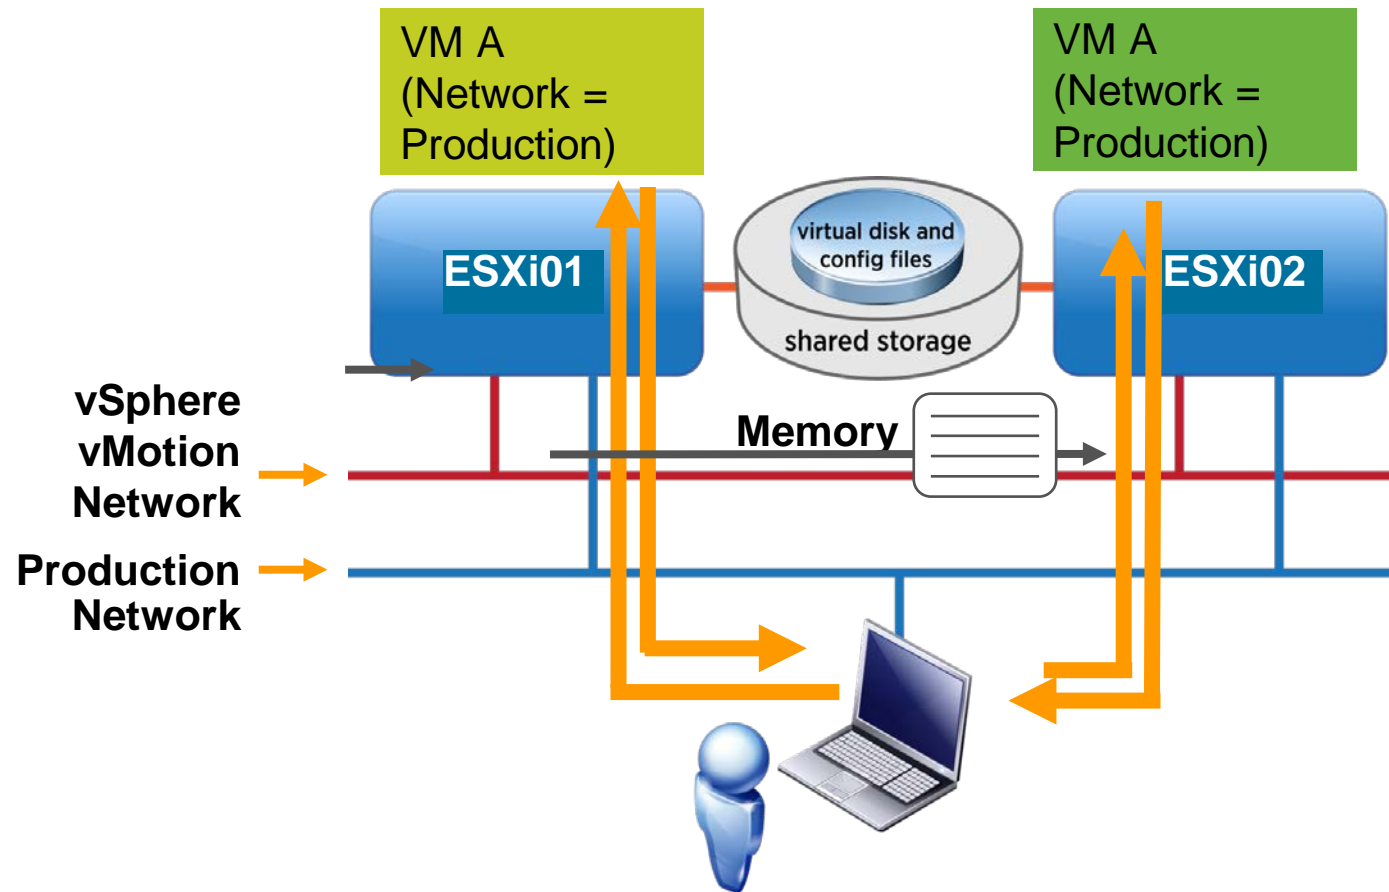 VM A
(Network =
Production)
VM A
(Network =
Production)
ESXi01
virtual disk and
config files
shared storage
ESXi02
vSphere
vMotion
Network
Memory
Production
Network